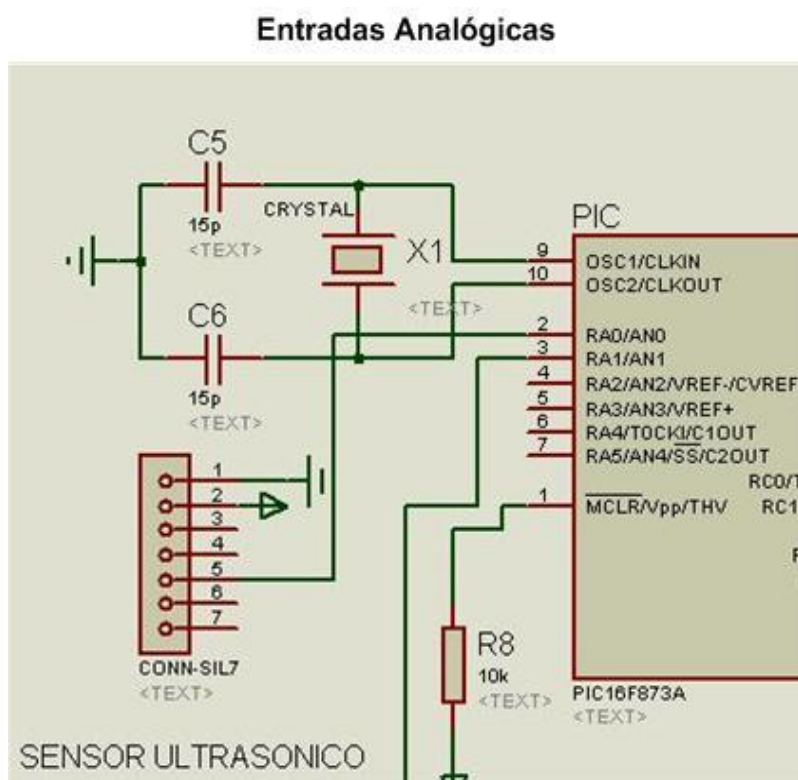 Entradas Analógicas
C5
15p
<TEXT>
CRYSTAL
X1
<TEXT>
C6
15p
<TEXT>
PIC
9 OSC1/CLKIN
10 OSC2/CLKOUT
2 RA0/AN0
3 RA1/AN1
4 RA2/AN2/VREF-/CVREF
5 RA3/AN3/VREF+
6 RA4/T0CKI/C1OUT
7 RA5/AN4/SS/C2OUT
RC0/T
1 MCLR/Vpp/THV RC1
PIC16F873A
<TEXT>
1
2
3
4
5
6
7
CONN-SIL7
<TEXT>
R8
10k
<TEXT>
SENSOR ULTRASONICO